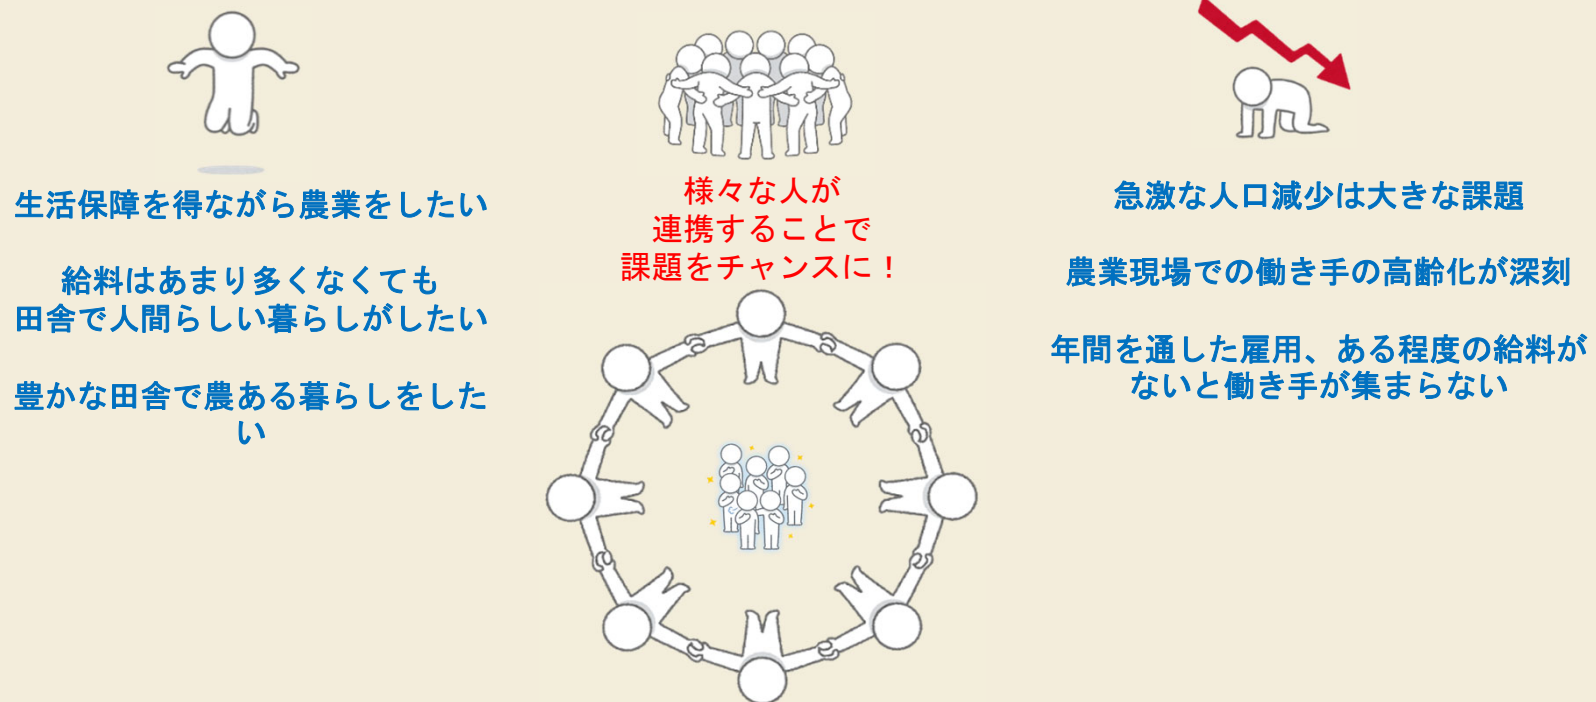 生活保障を得ながら農業をしたい
給料はあまり多くなくても
田舎で人間らしい暮らしがしたい
豊かな田舎で農ある暮らしをした
い
様々な人が
連携することで
課題をチャンスに！
急激な人口減少は大きな課題
農業現場での働き手の高齢化が深刻
年間を通した雇用、ある程度の給料が
ないと働き手が集まらない